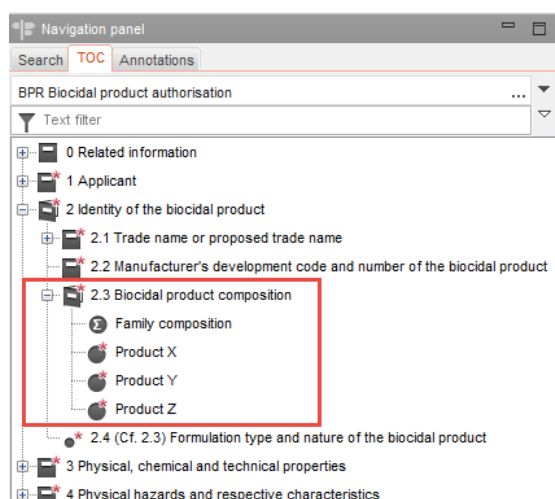 Navigation panel
Search TOC Annotations
BPR Biocidal product authorisation ...
Text filter
0 Related information
1 Applicant
2 Identity of the biocidal product
2.1 Trade name or proposed trade name
2.2 Manufacturer's development code and number of the biocidal product
2.3 Biocidal product composition
Family composition
Product X
Product Y
Product Z
2.4 (Cf. 2.3) Formulation type and nature of the biocidal product
3 Physical, chemical and technical properties
4 Physical hazards and respective characteristics